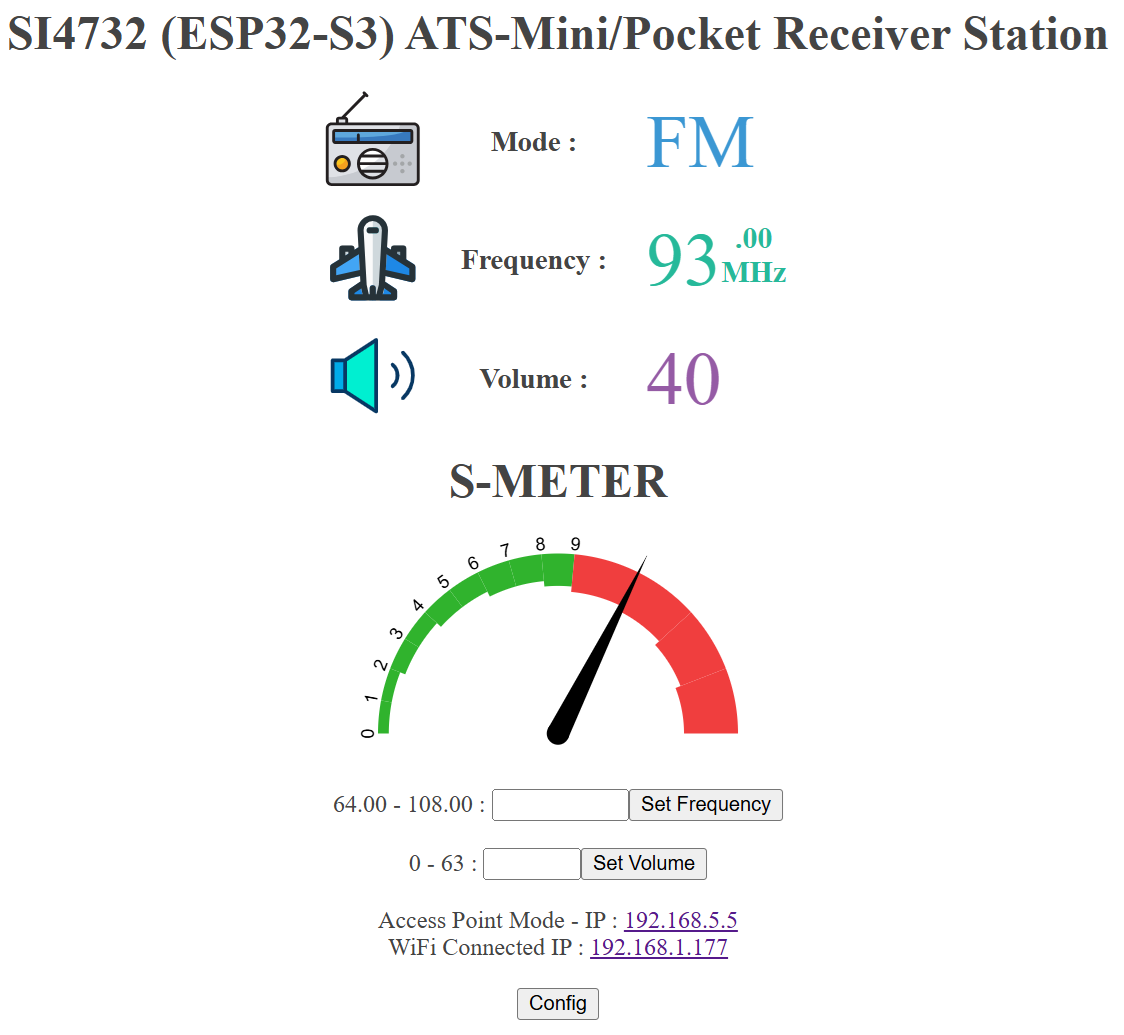 SI4732 (ESP32-S3) ATS-Mini/Pocket Receiver Station
Mode : FM
Frequency : 93.00 MHz
Volume : 40
S-METER
0 1 2 3 4 5 6 7 8 9
64.00 - 108.00 : Set Frequency
0 - 63 : Set Volume
Access Point Mode - IP : 192.168.5.5
WiFi Connected IP : 192.168.1.177
Config